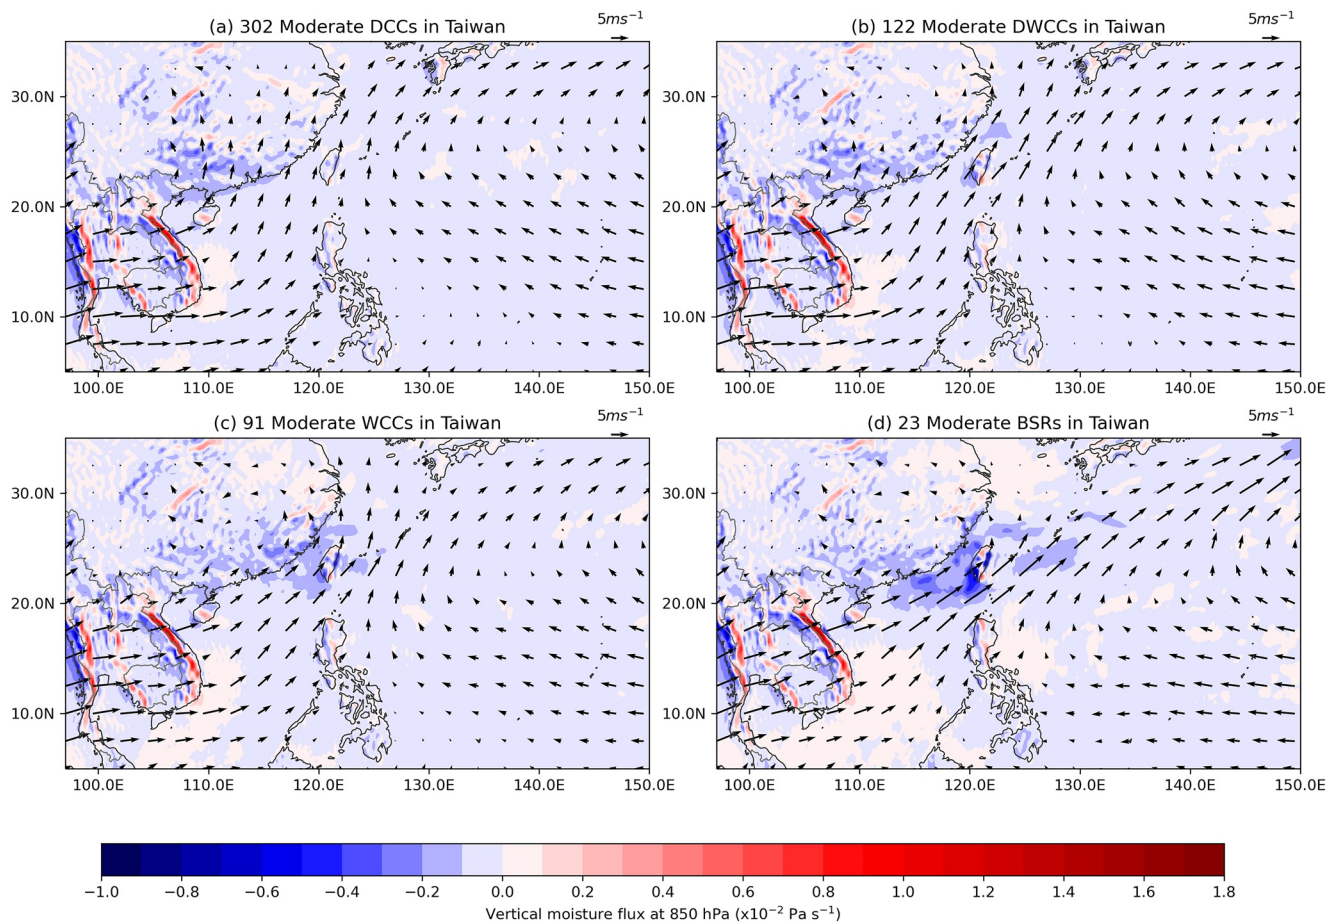 (a) 302 Moderate DCCs in Taiwan
5ms⁻¹
(b) 122 Moderate DWCCs in Taiwan
5ms⁻¹
30.0N
20.0N
10.0N
30.0N
20.0N
10.0N
100.0E 110.0E 120.0E 130.0E 140.0E 150.0E
100.0E 110.0E 120.0E 130.0E 140.0E 150.0E
(c) 91 Moderate WCCs in Taiwan
5ms⁻¹
(d) 23 Moderate BSRs in Taiwan
5ms⁻¹
30.0N
20.0N
10.0N
30.0N
20.0N
10.0N
100.0E 110.0E 120.0E 130.0E 140.0E 150.0E
100.0E 110.0E 120.0E 130.0E 140.0E 150.0E
−1.0 −0.8 −0.6 −0.4 −0.2 0.0 0.2 0.4 0.6 0.8 1.0 1.2 1.4 1.6 1.8
Vertical moisture flux at 850 hPa (x10⁻² Pa s⁻¹)